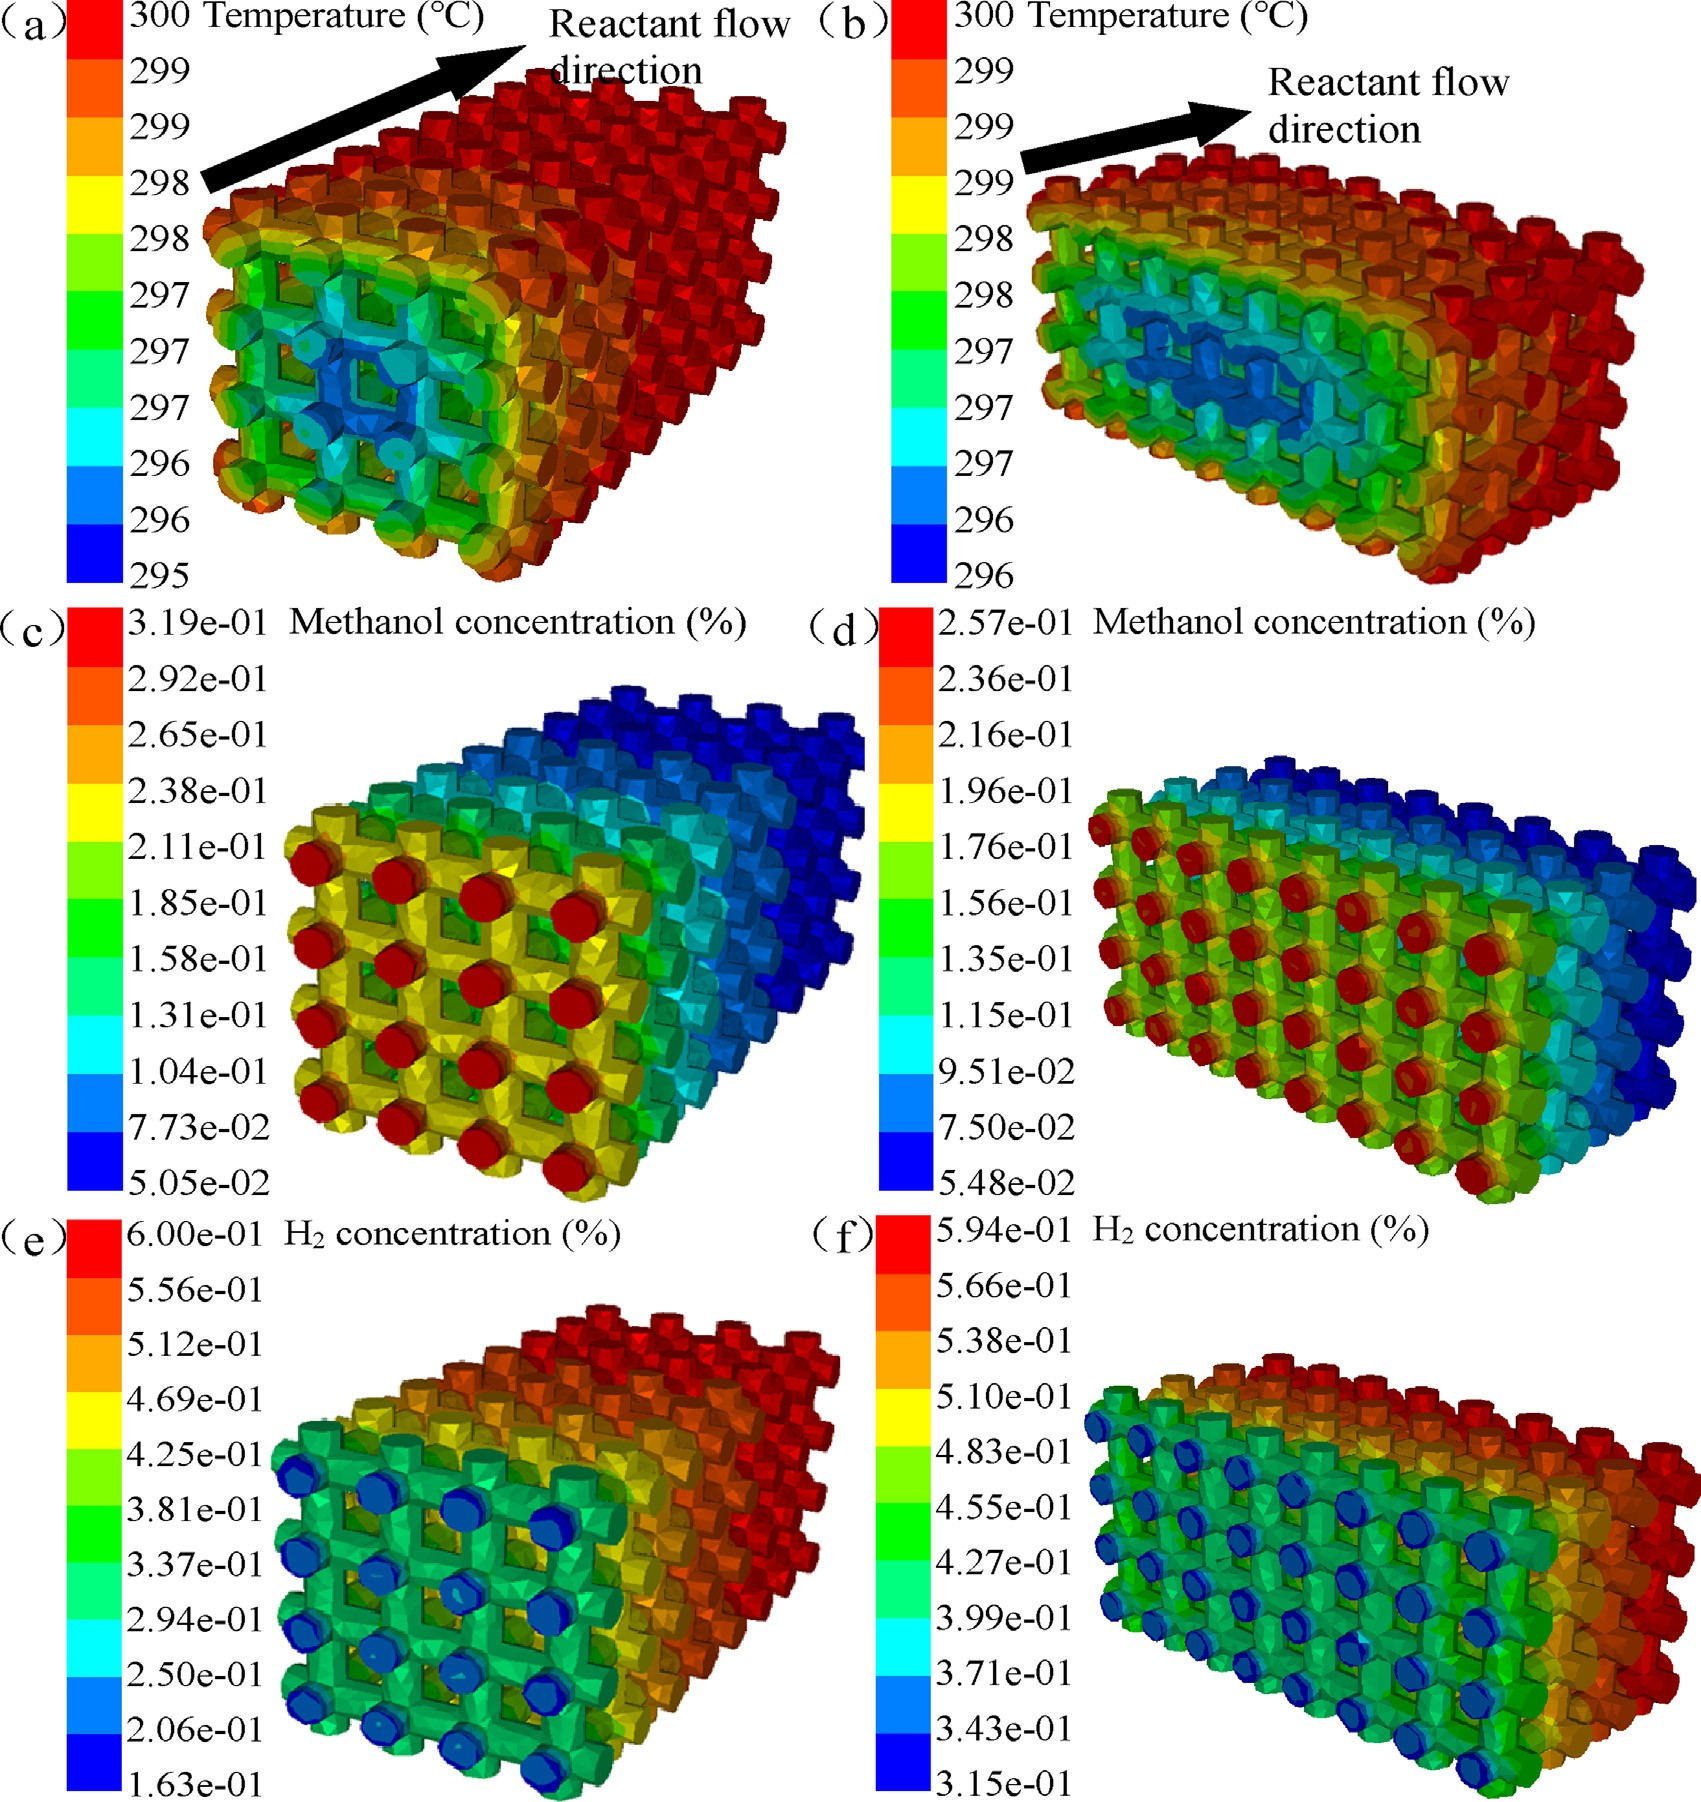 (a)
300 Temperature (℃)
299
299
298
298
297
297
297
296
296
295
Reactant flow
direction
(b)
300 Temperature (℃)
299
299
299
298
298
297
297
297
296
296
Reactant flow
direction
(c)
3.19e-01 Methanol concentration (%)
2.92e-01
2.65e-01
2.38e-01
2.11e-01
1.85e-01
1.58e-01
1.31e-01
1.04e-01
7.73e-02
5.05e-02
(d)
2.57e-01 Methanol concentration (%)
2.36e-01
2.16e-01
1.96e-01
1.76e-01
1.56e-01
1.35e-01
1.15e-01
9.51e-02
7.50e-02
5.48e-02
(e)
6.00e-01 H₂ concentration (%)
5.56e-01
5.12e-01
4.69e-01
4.25e-01
3.81e-01
3.37e-01
2.94e-01
2.50e-01
2.06e-01
1.63e-01
(f)
5.94e-01 H₂ concentration (%)
5.66e-01
5.38e-01
5.10e-01
4.83e-01
4.55e-01
4.27e-01
3.99e-01
3.71e-01
3.43e-01
3.15e-01